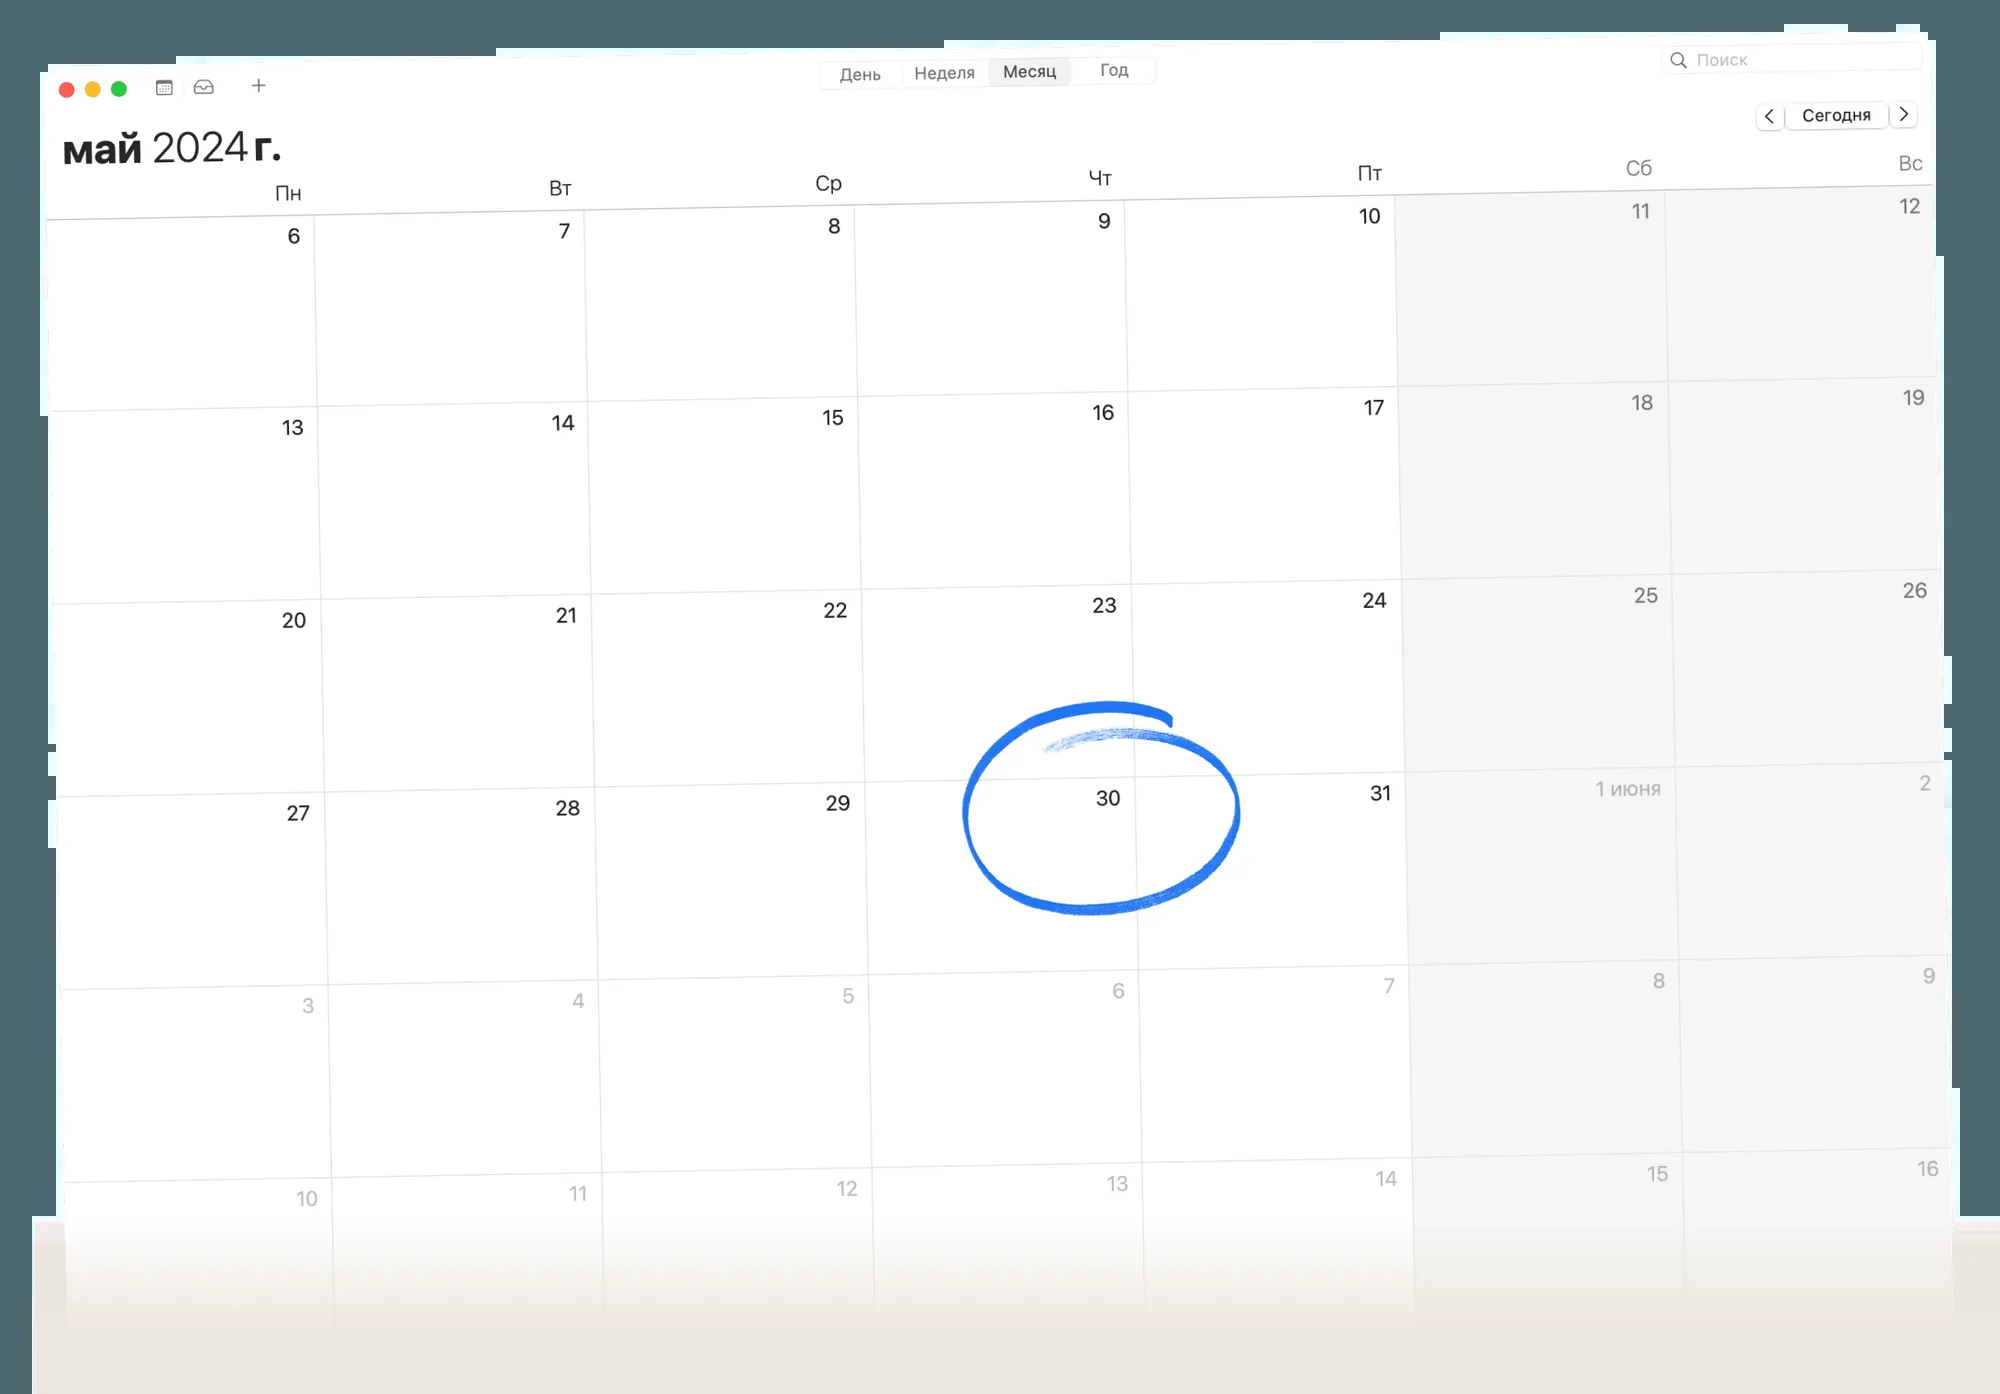 День Неделя Месяц Год Поиск
май 2024 г. Сегодня
Пн Вт Ср Чт Пт Сб Вс
6 7 8 9 10 11 12
13 14 15 16 17 18 19
20 21 22 23 24 25 26
27 28 29 30 31 1 июня 2
3 4 5 6 7 8 9
10 11 12 13 14 15 16